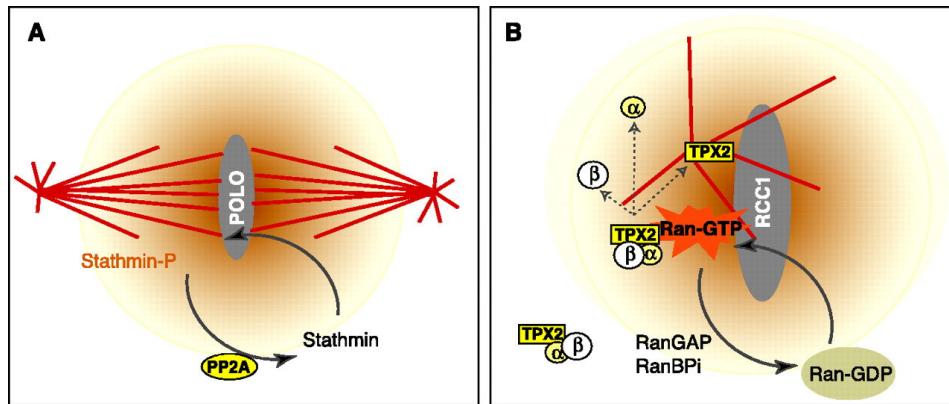 A
POLO
Stathmin-P
Stathmin
PP2A
B
α
TPX2
β
RCC1
Ran-GTP
TPX2
β α
TPX2
α β
RanGAP
RanBPi
Ran-GDP